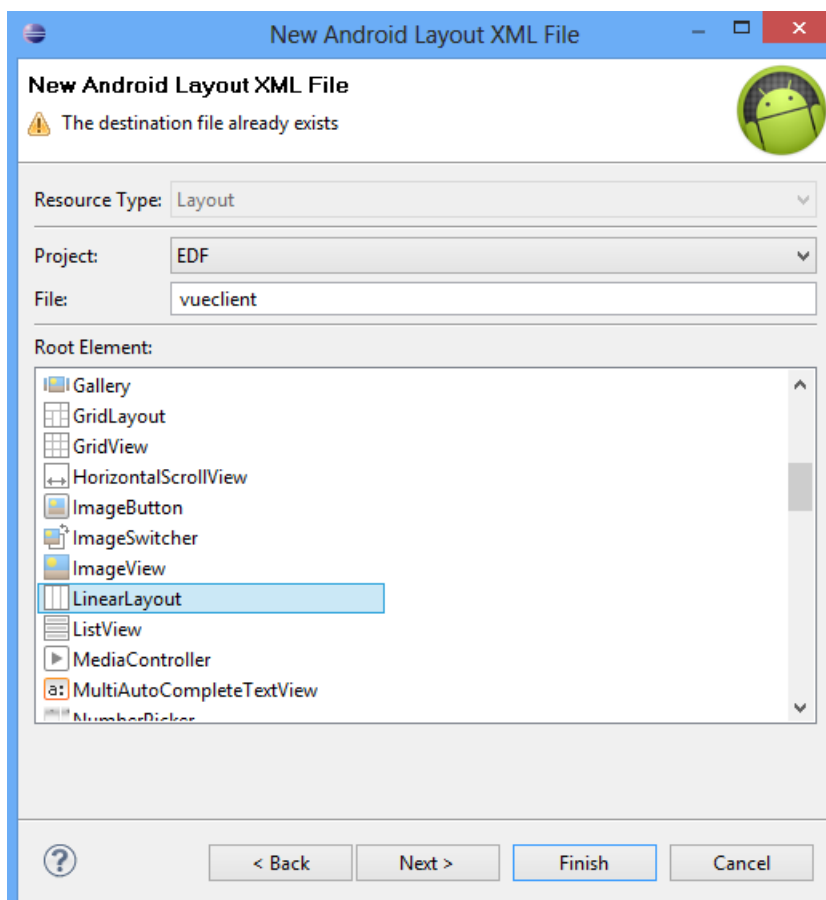 New Android Layout XML File
New Android Layout XML File
The destination file already exists
Resource Type: Layout
Project: EDF
File: vueclient
Root Element:
Gallery
GridLayout
GridView
HorizontalScrollView
ImageButton
ImageSwitcher
ImageView
LinearLayout
ListView
MediaController
a: MultiAutoCompleteTextView
NumberPicker
? < Back Next > Finish Cancel